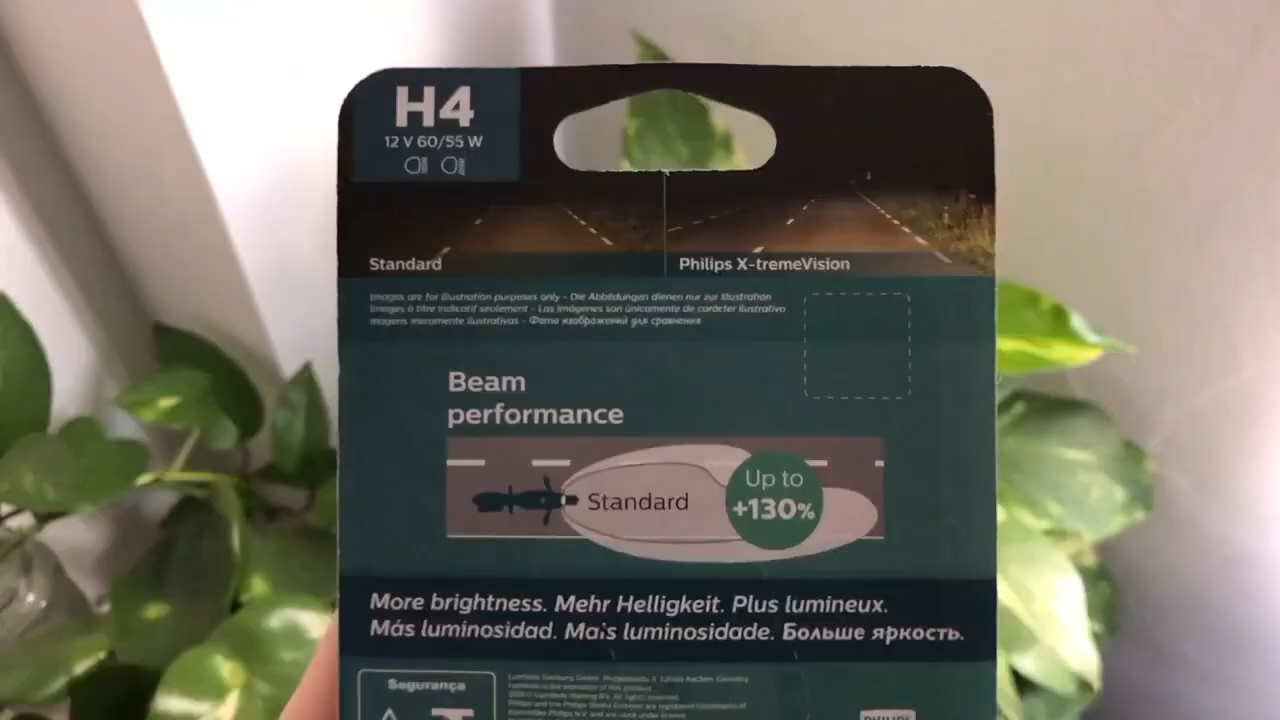 H4
12 V 60/55 W
Standard
Philips X-tremeVision
Images are for illustration purposes only - Die Abbildungen dienen nur zur Illustration
Images à titre indicatif seulement - Las imágenes son únicamente de carácter ilustrativo
Imagens meramente ilustrativas - Фото изображений для сравнения
Beam
performance
Standard
Up to
+130%
More brightness. Mehr Helligkeit. Plus lumineux.
Más luminosidad. Mais luminosidade. Больше яркость.
Segurança
PHILIPS